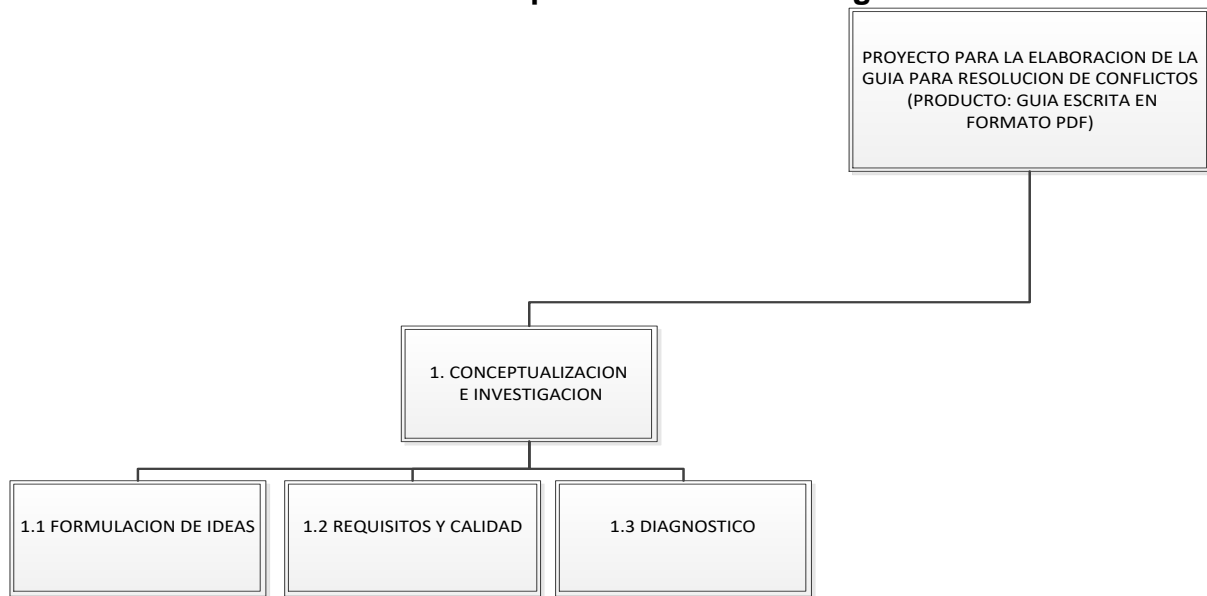 PROYECTO PARA LA ELABORACION DE LA
GUIA PARA RESOLUCION DE CONFLICTOS
(PRODUCTO: GUIA ESCRITA EN
FORMATO PDF)
1. CONCEPTUALIZACION
E INVESTIGACION
1.1 FORMULACION DE IDEAS
1.2 REQUISITOS Y CALIDAD
1.3 DIAGNOSTICO